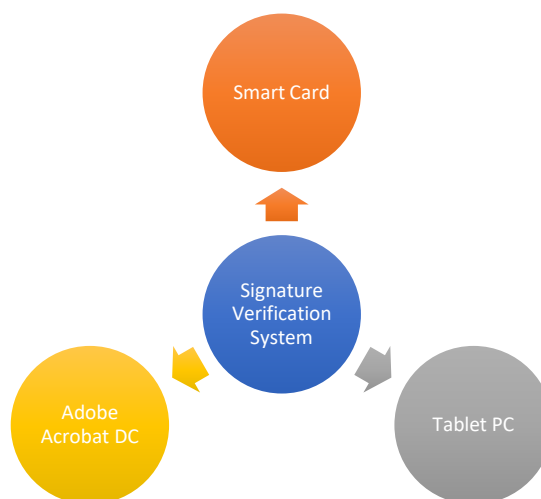 Smart Card
Signature
Verification
System
Adobe
Acrobat DC
Tablet PC